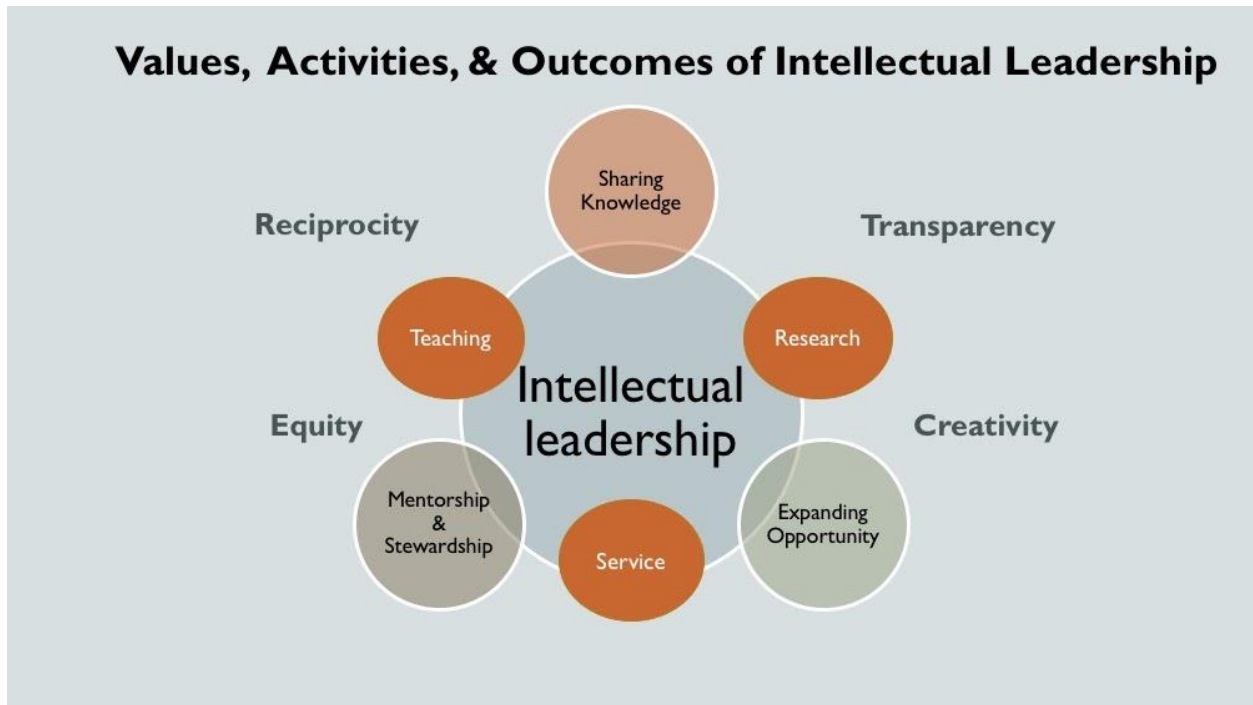 Values, Activities, & Outcomes of Intellectual Leadership
Sharing
Knowledge
Reciprocity
Transparency
Teaching
Research
Intellectual
leadership
Equity
Creativity
Mentorship
&
Stewardship
Expanding
Opportunity
Service